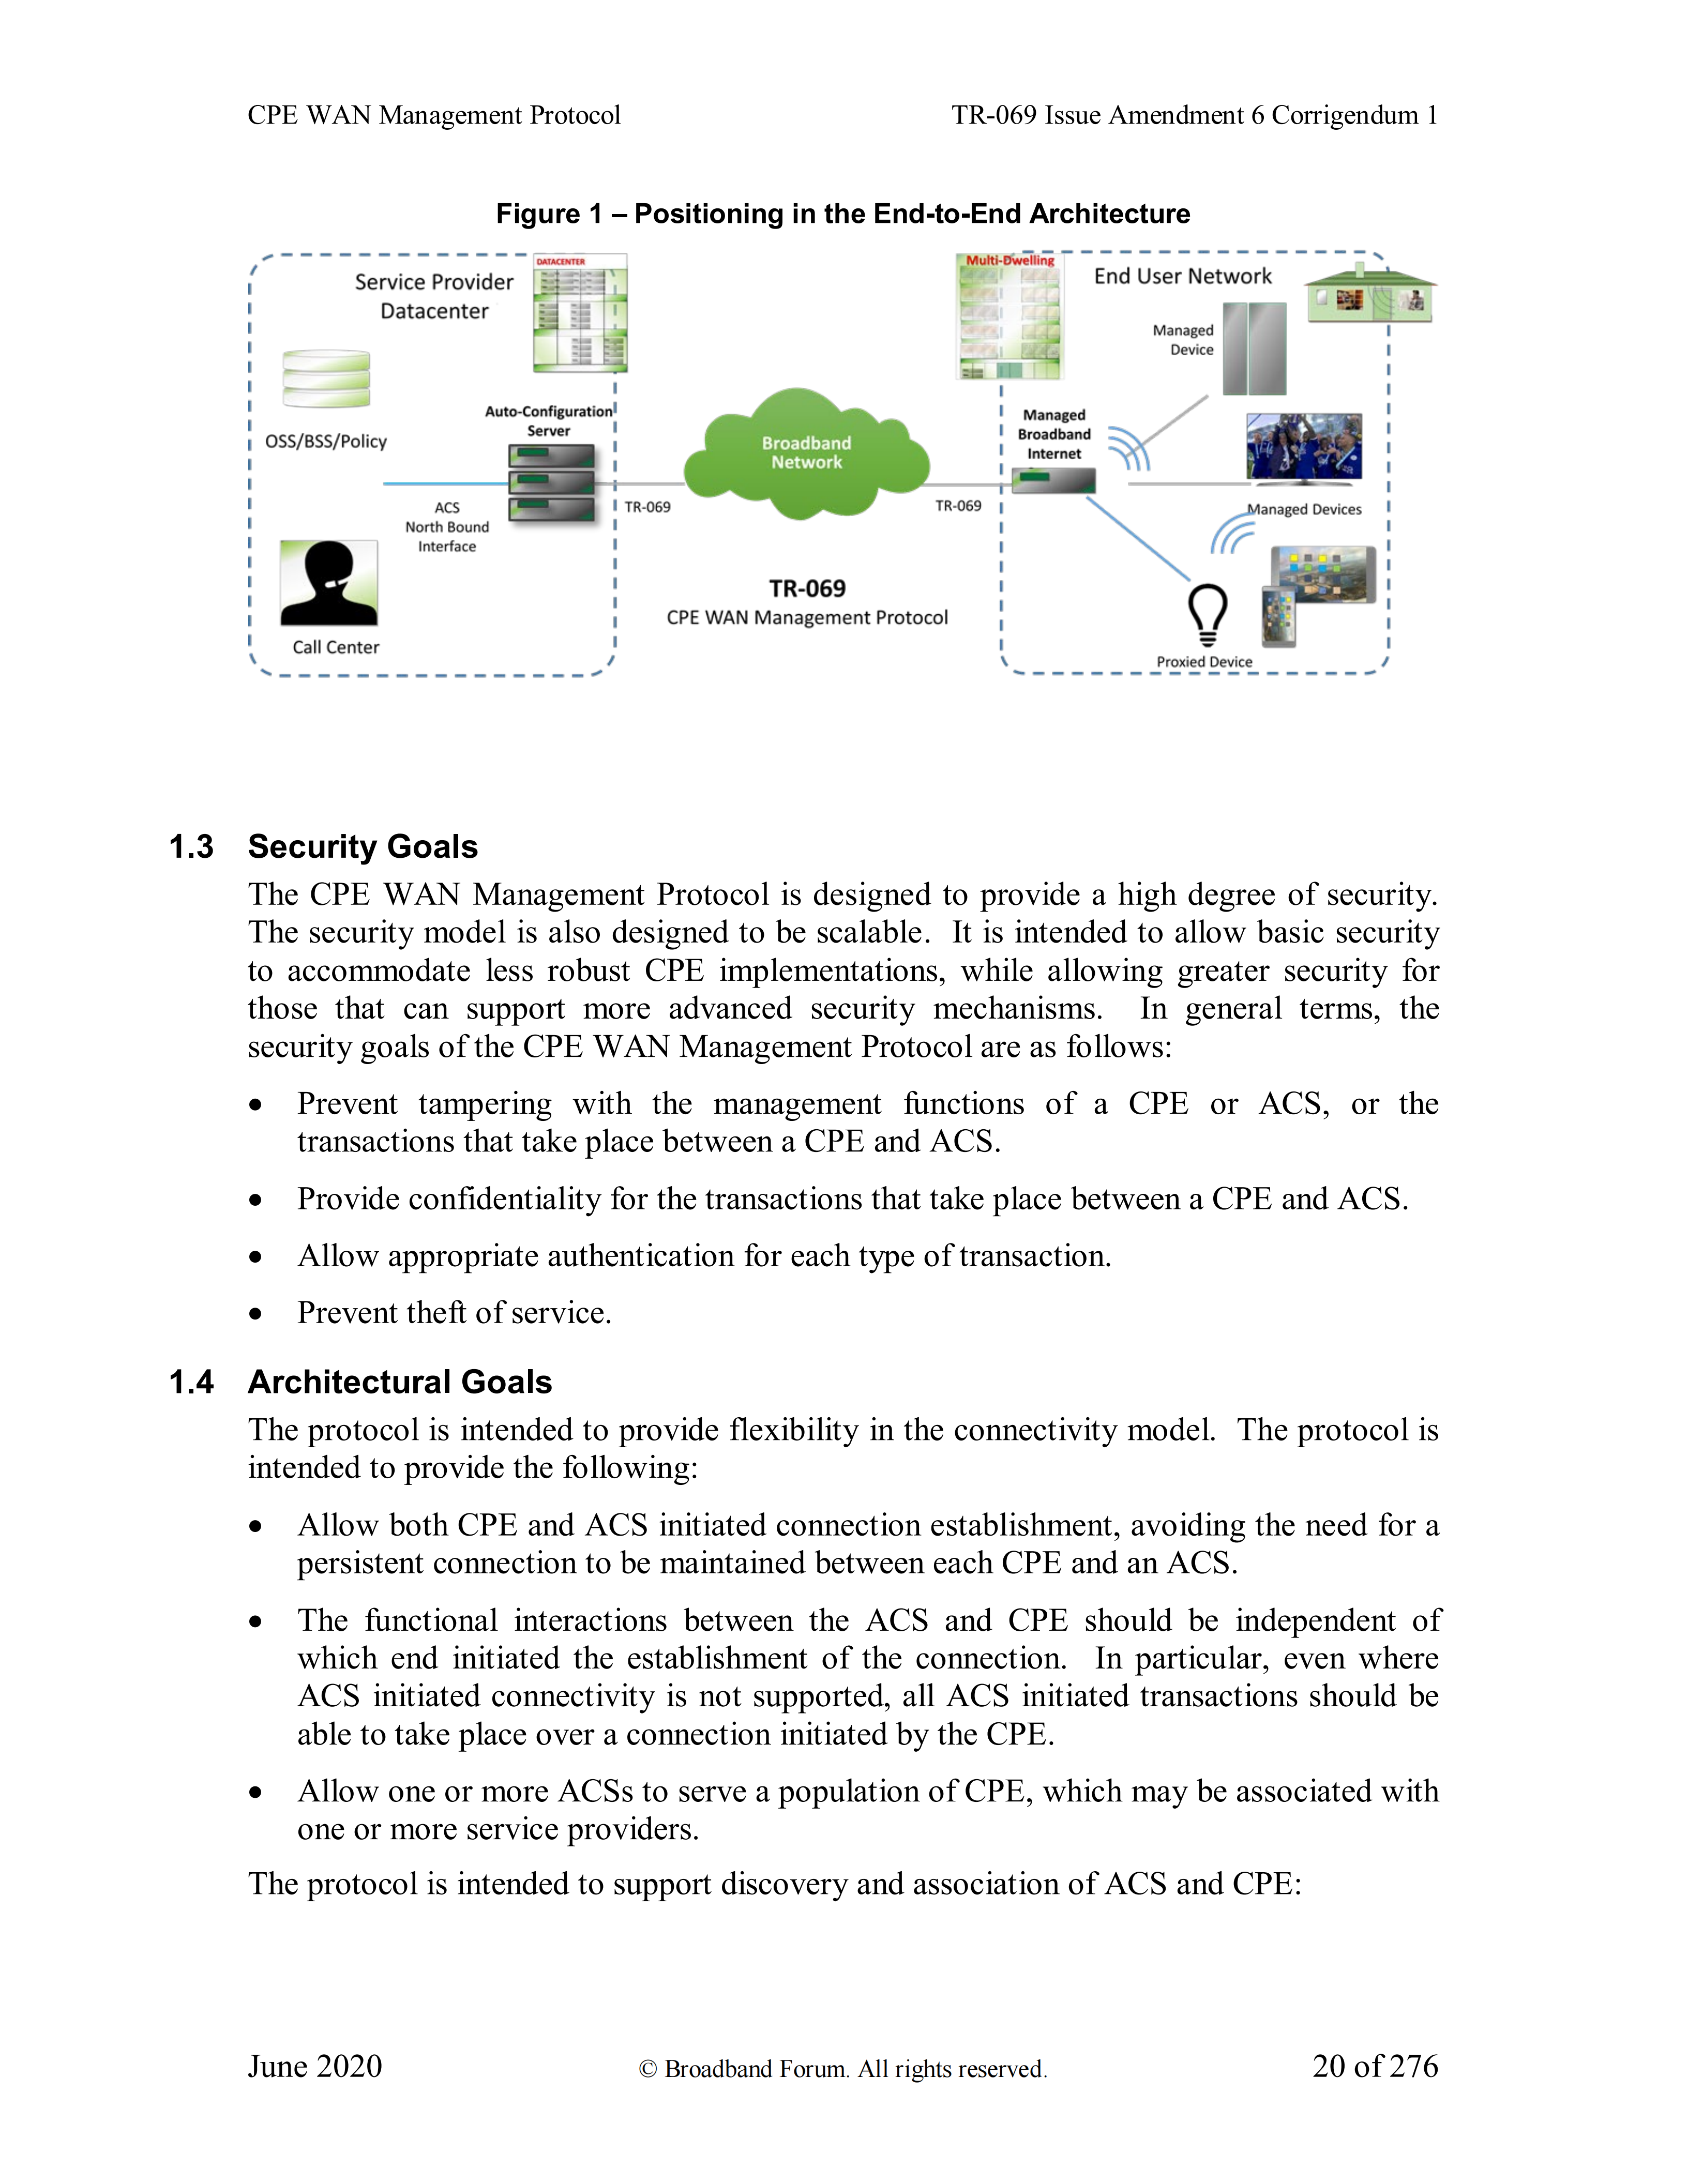 CPE WAN Management Protocol TR-069 Issue Amendment 6 Corrigendum 1
Figure 1 – Positioning in the End-to-End Architecture
Service Provider
Datacenter
DATACENTER
OSS/BSS/Policy
Auto-Configuration
Server
ACS
North Bound
Interface
Call Center
TR-069
Broadband
Network
TR-069
TR-069
CPE WAN Management Protocol
Multi-Dwelling
End User Network
Managed
Device
Managed
Broadband
Internet
Managed Devices
Proxied Device
1.3 Security Goals
The CPE WAN Management Protocol is designed to provide a high degree of security.
The security model is also designed to be scalable. It is intended to allow basic security
to accommodate less robust CPE implementations, while allowing greater security for
those that can support more advanced security mechanisms. In general terms, the
security goals of the CPE WAN Management Protocol are as follows:
• Prevent tampering with the management functions of a CPE or ACS, or the
transactions that take place between a CPE and ACS.
• Provide confidentiality for the transactions that take place between a CPE and ACS.
• Allow appropriate authentication for each type of transaction.
• Prevent theft of service.
1.4 Architectural Goals
The protocol is intended to provide flexibility in the connectivity model. The protocol is
intended to provide the following:
• Allow both CPE and ACS initiated connection establishment, avoiding the need for a
persistent connection to be maintained between each CPE and an ACS.
• The functional interactions between the ACS and CPE should be independent of
which end initiated the establishment of the connection. In particular, even where
ACS initiated connectivity is not supported, all ACS initiated transactions should be
able to take place over a connection initiated by the CPE.
• Allow one or more ACSs to serve a population of CPE, which may be associated with
one or more service providers.
The protocol is intended to support discovery and association of ACS and CPE:
June 2020 © Broadband Forum. All rights reserved. 20 of 276